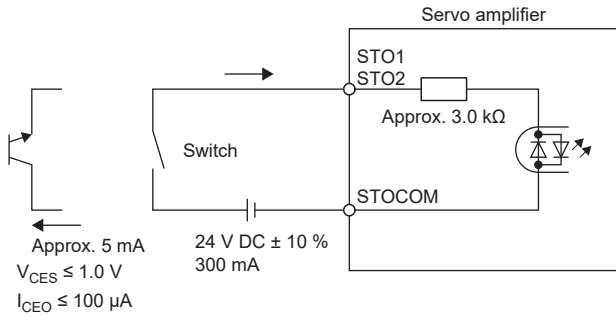 Servo amplifier
STO1
STO2
Approx. 3.0 kΩ
Switch
STOCOM
Approx. 5 mA
V_CES ≤ 1.0 V
I_CEO ≤ 100 μA
24 V DC ± 10 %
300 mA